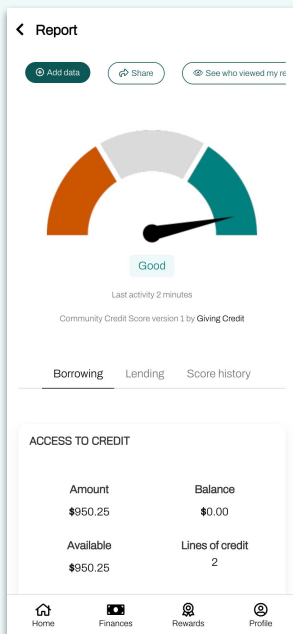 Report
Add data
Share
See who viewed my re
Good
Last activity 2 minutes
Community Credit Score version 1 by Giving Credit
Borrowing
Lending
Score history
ACCESS TO CREDIT
Amount
Balance
$950.25
$0.00
Available
Lines of credit
$950.25
2
Home
Finances
Rewards
Profile